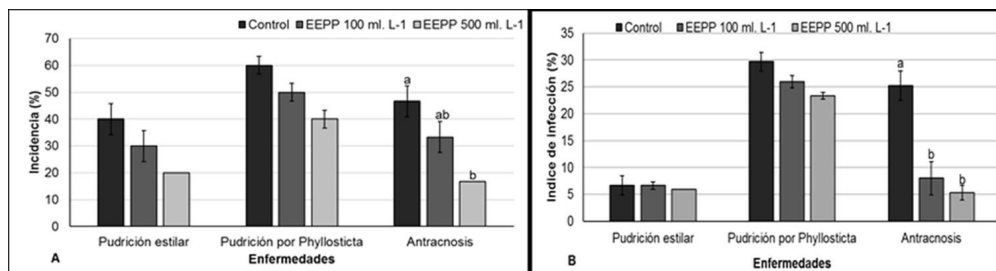 Control EEPP 100 ml. L-1 EEPP 500 ml. L-1
70
60
50
40
30
20
10
0
Incidencia (%)
a
ab
b
Pudrición estilar Pudrición por Phyllosticta Antracnosis
A Enfermedades
Control EEPP 100 ml. L-1 EEPP 500 ml. L-1
35
30
25
20
15
10
5
0
Indice de infección (%)
a
b
b
Pudrición estilar Pudrición por Phyllosticta Antracnosis
B Enfermedades